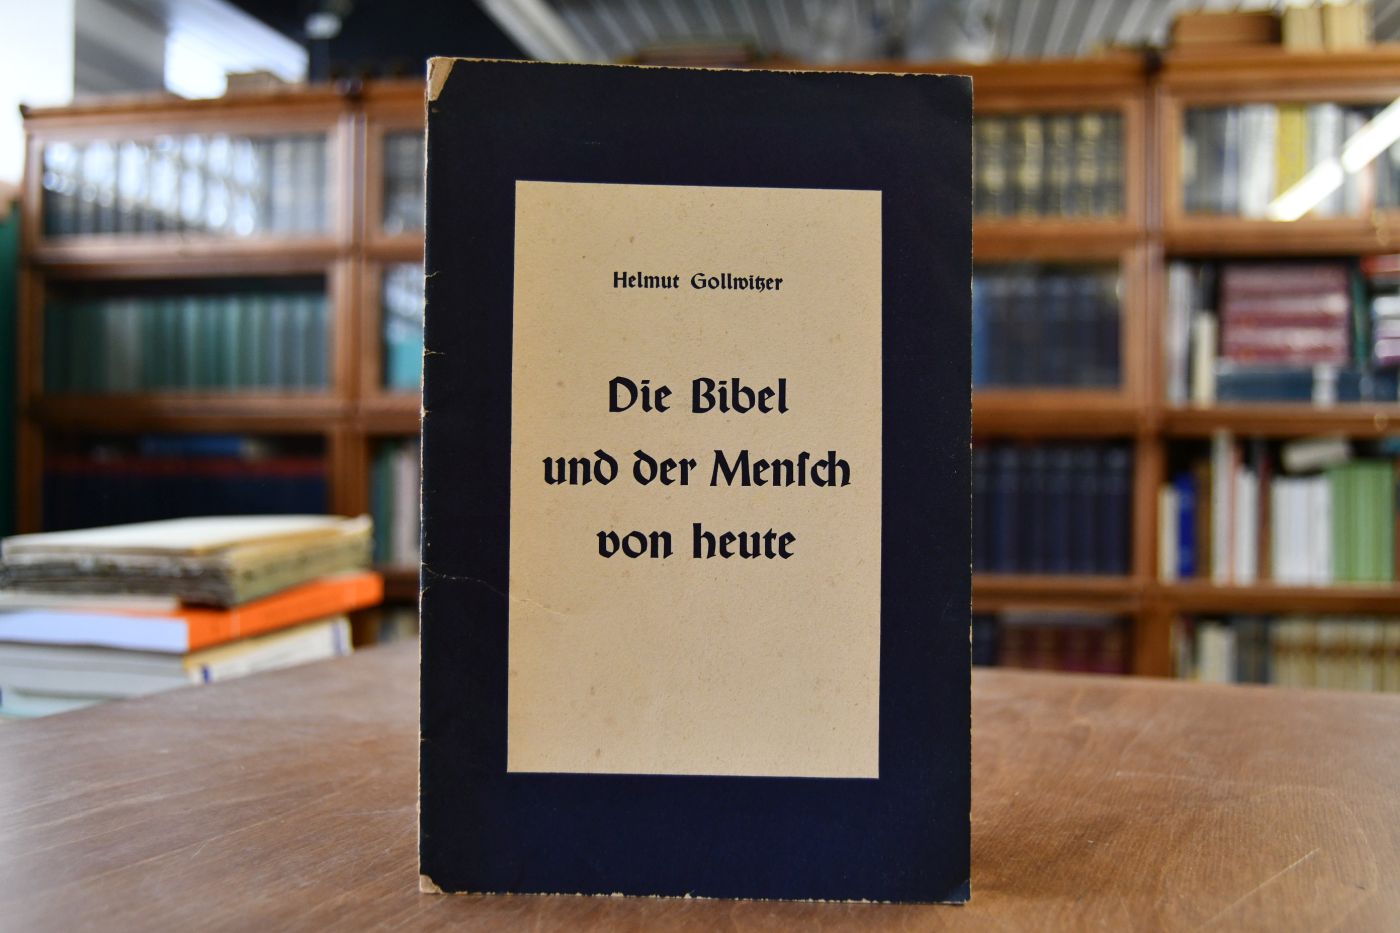 Helmut Gollwitzer
Die Bibel
und der Menſch
von heute